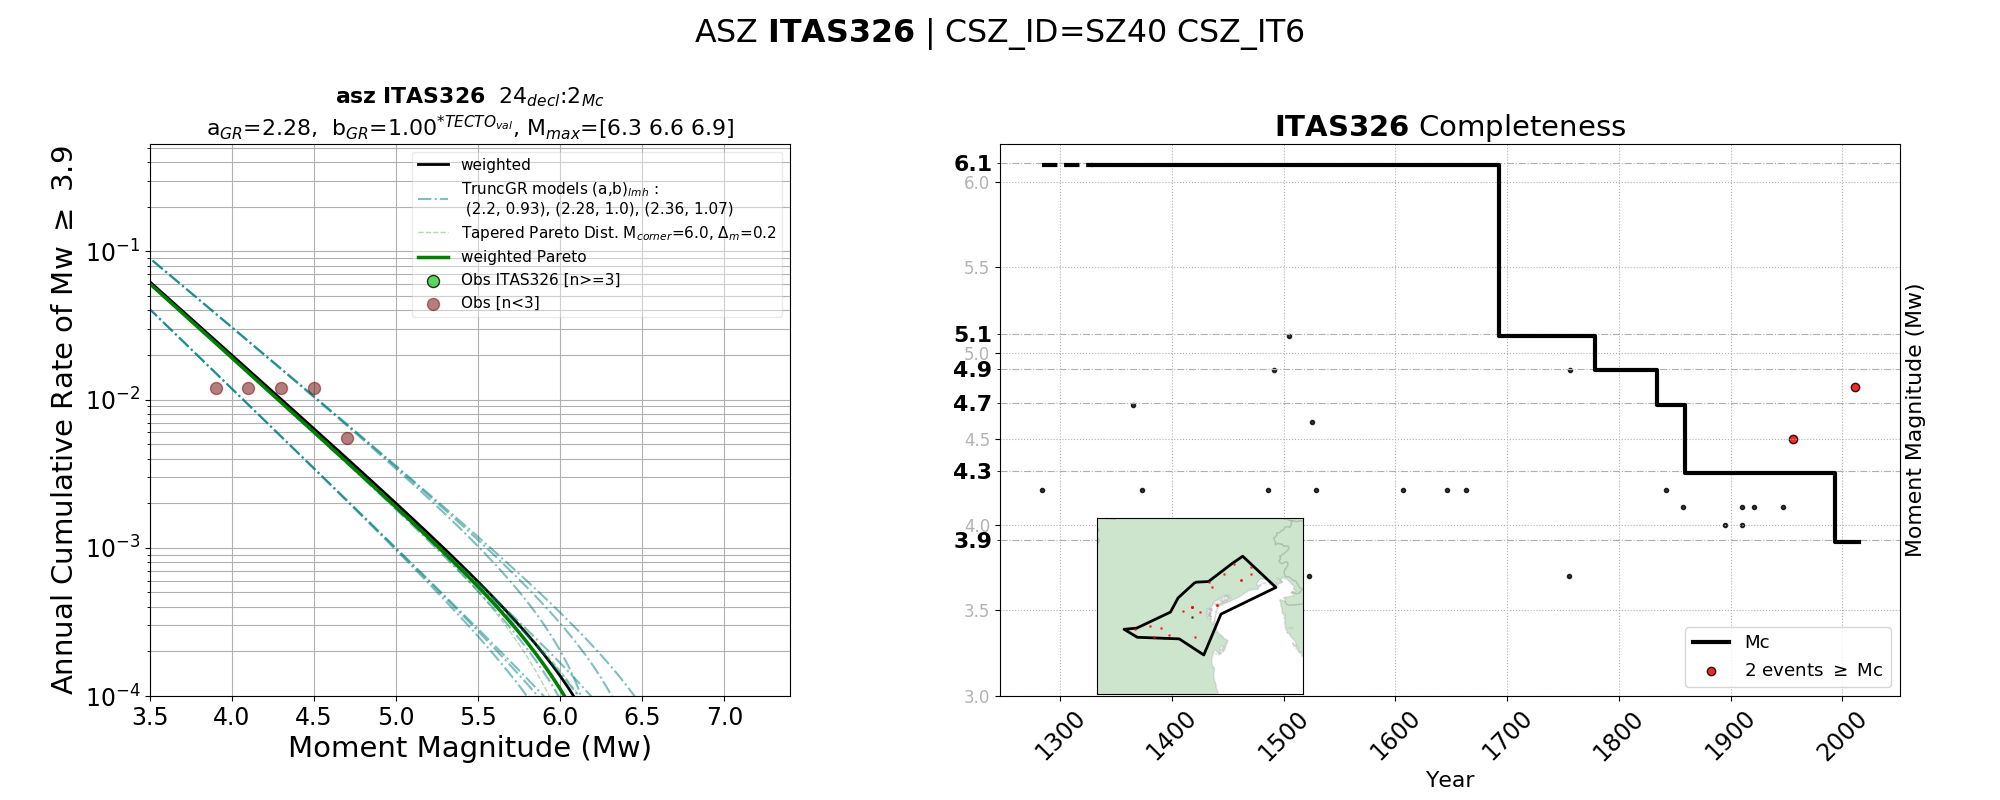 ASZ ITAS326 | CSZ_ID=SZ40 CSZ_IT6
asz ITAS326 24decl:2Mc
aGR=2.28, bGR=1.00*TECTOval, Mmax=[6.3 6.6 6.9]
Annual Cumulative Rate of Mw ≥ 3.9
10−1
10−2
10−3
10−4
weighted
TruncGR models (a,b)lmh :
(2.2, 0.93), (2.28, 1.0), (2.36, 1.07)
Tapered Pareto Dist. Mcorner=6.0, Δm=0.2
weighted Pareto
Obs ITAS326 [n>=3]
Obs [n<3]
3.5 4.0 4.5 5.0 5.5 6.0 6.5 7.0
Moment Magnitude (Mw)
ITAS326 Completeness
6.1
6.0
5.5
5.1
5.0
4.9
4.7
4.5
4.3
4.0
3.9
3.5
3.0
Mc
2 events ≥ Mc
1300 1400 1500 1600 1700 1800 1900 2000
Year
Moment Magnitude (Mw)